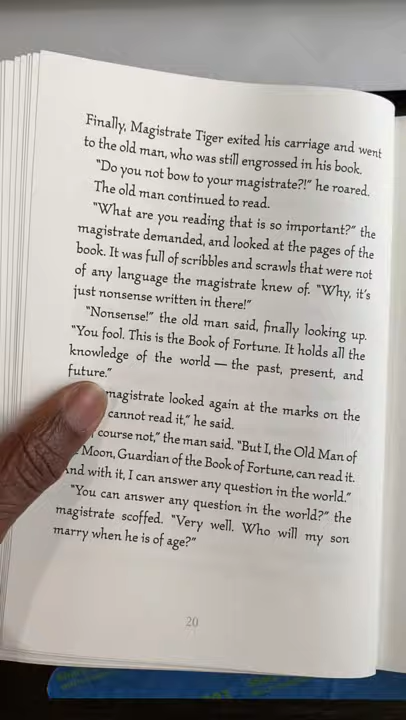 Finally, Magistrate Tiger exited his carriage and went
to the old man, who was still engrossed in his book.
"Do you not bow to your magistrate?!" he roared.
The old man continued to read.
"What are you reading that is so important?" the
magistrate demanded, and looked at the pages of the
book. It was full of scribbles and scrawls that were not
of any language the magistrate knew of. "Why, it's
just nonsense written in there!"
"Nonsense!" the old man said, finally looking up.
"You fool. This is the Book of Fortune. It holds all the
knowledge of the world — the past, present, and
future."
magistrate looked again at the marks on the
cannot read it," he said.
course not," the man said. "But I, the Old Man of
Moon, Guardian of the Book of Fortune, can read it.
And with it, I can answer any question in the world."
"You can answer any question in the world?" the
magistrate scoffed. "Very well. Who will my son
marry when he is of age?"
20